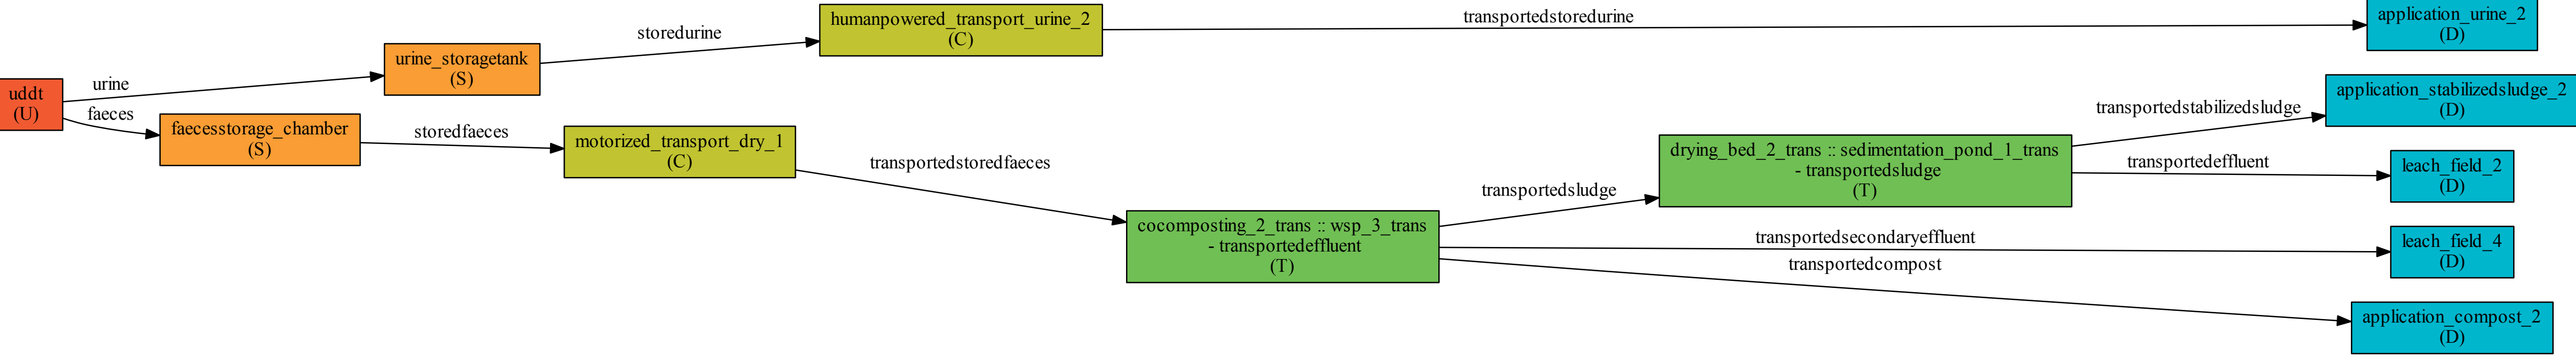 uddt
(U)
urine
faeces
urine_storagetank
(S)
faecesstorage_chamber
(S)
storedurine
storedfaeces
humanpowered_transport_urine_2
(C)
motorized_transport_dry_1
(C)
transportedstoredurine
transportedstoredfaeces
cocomposting_2_trans :: wsp_3_trans
- transportedeffluent
(T)
transportedsludge
transportedsecondaryeffluent
transportedcompost
drying_bed_2_trans :: sedimentation_pond_1_trans
- transportedsludge
(T)
transportedstabilizedsludge
transportedeffluent
application_urine_2
(D)
application_stabilizedsludge_2
(D)
leach_field_2
(D)
leach_field_4
(D)
application_compost_2
(D)